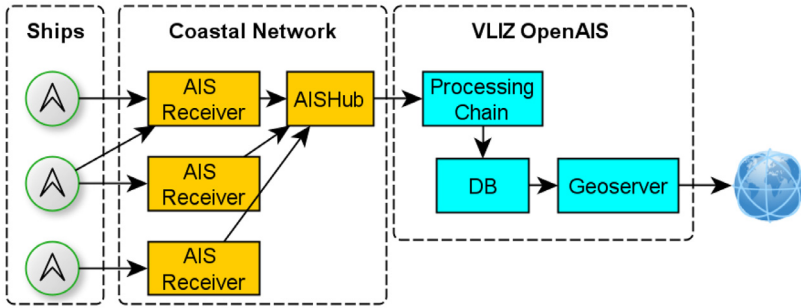 Ships
Coastal Network
VLIZ OpenAIS
AIS
Receiver
AISHub
Processing
Chain
AIS
Receiver
DB
Geoserver
AIS
Receiver